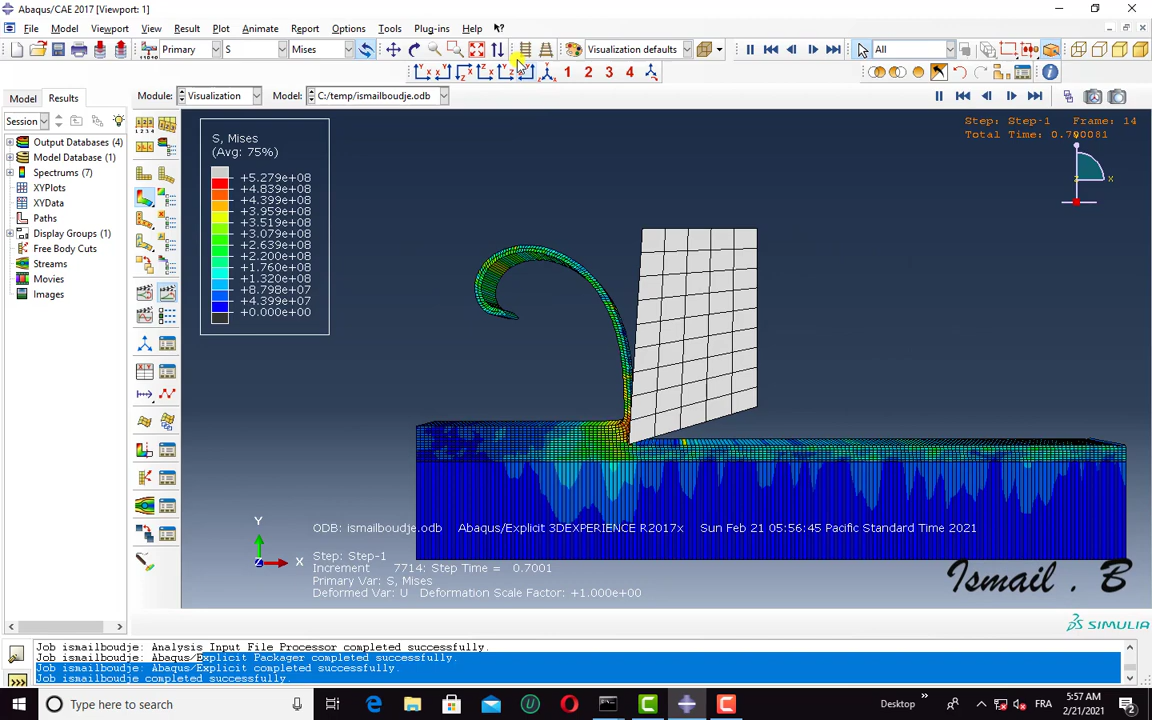 Abaqus/CAE 2017 [Viewport: 1]
File Model Viewport View Result Plot Animate Report Options Tools Plug-ins Help
Primary S Mises Visualization defaults All
1 2 3 4
Model Results Module: Visualization Model: C:/temp/ismailboudje.odb
Session
Output Databases (4)
Model Database (1)
Spectrums (7)
XYPlots
XYData
Paths
Display Groups (1)
Free Body Cuts
Streams
Movies
Images
S, Mises
(Avg: 75%)
+5.279e+08
+4.839e+08
+4.399e+08
+3.959e+08
+3.519e+08
+3.079e+08
+2.639e+08
+2.200e+08
+1.760e+08
+1.320e+08
+8.798e+07
+4.399e+07
+0.000e+00
Step: Step-1 Frame: 14
Total Time: 0.700081
X
Y
Z X
ODB: ismailboudje.odb Abaqus/Explicit 3DEXPERIENCE R2017x Sun Feb 21 05:56:45 Pacific Standard Time 2021
Step: Step-1
Increment 7714: Step Time = 0.7001
Primary Var: S, Mises
Deformed Var: U Deformation Scale Factor: +1.000e+00
Ismail . B
SIMULIA
Job ismailboudje: Analysis Input File Processor completed successfully.
Job ismailboudje: Abaqus/Explicit Packager completed successfully.
Job ismailboudje: Abaqus/Explicit completed successfully.
Job ismailboudje completed successfully.
Type here to search
Desktop
FRA
5:57 AM
2/21/2021
2